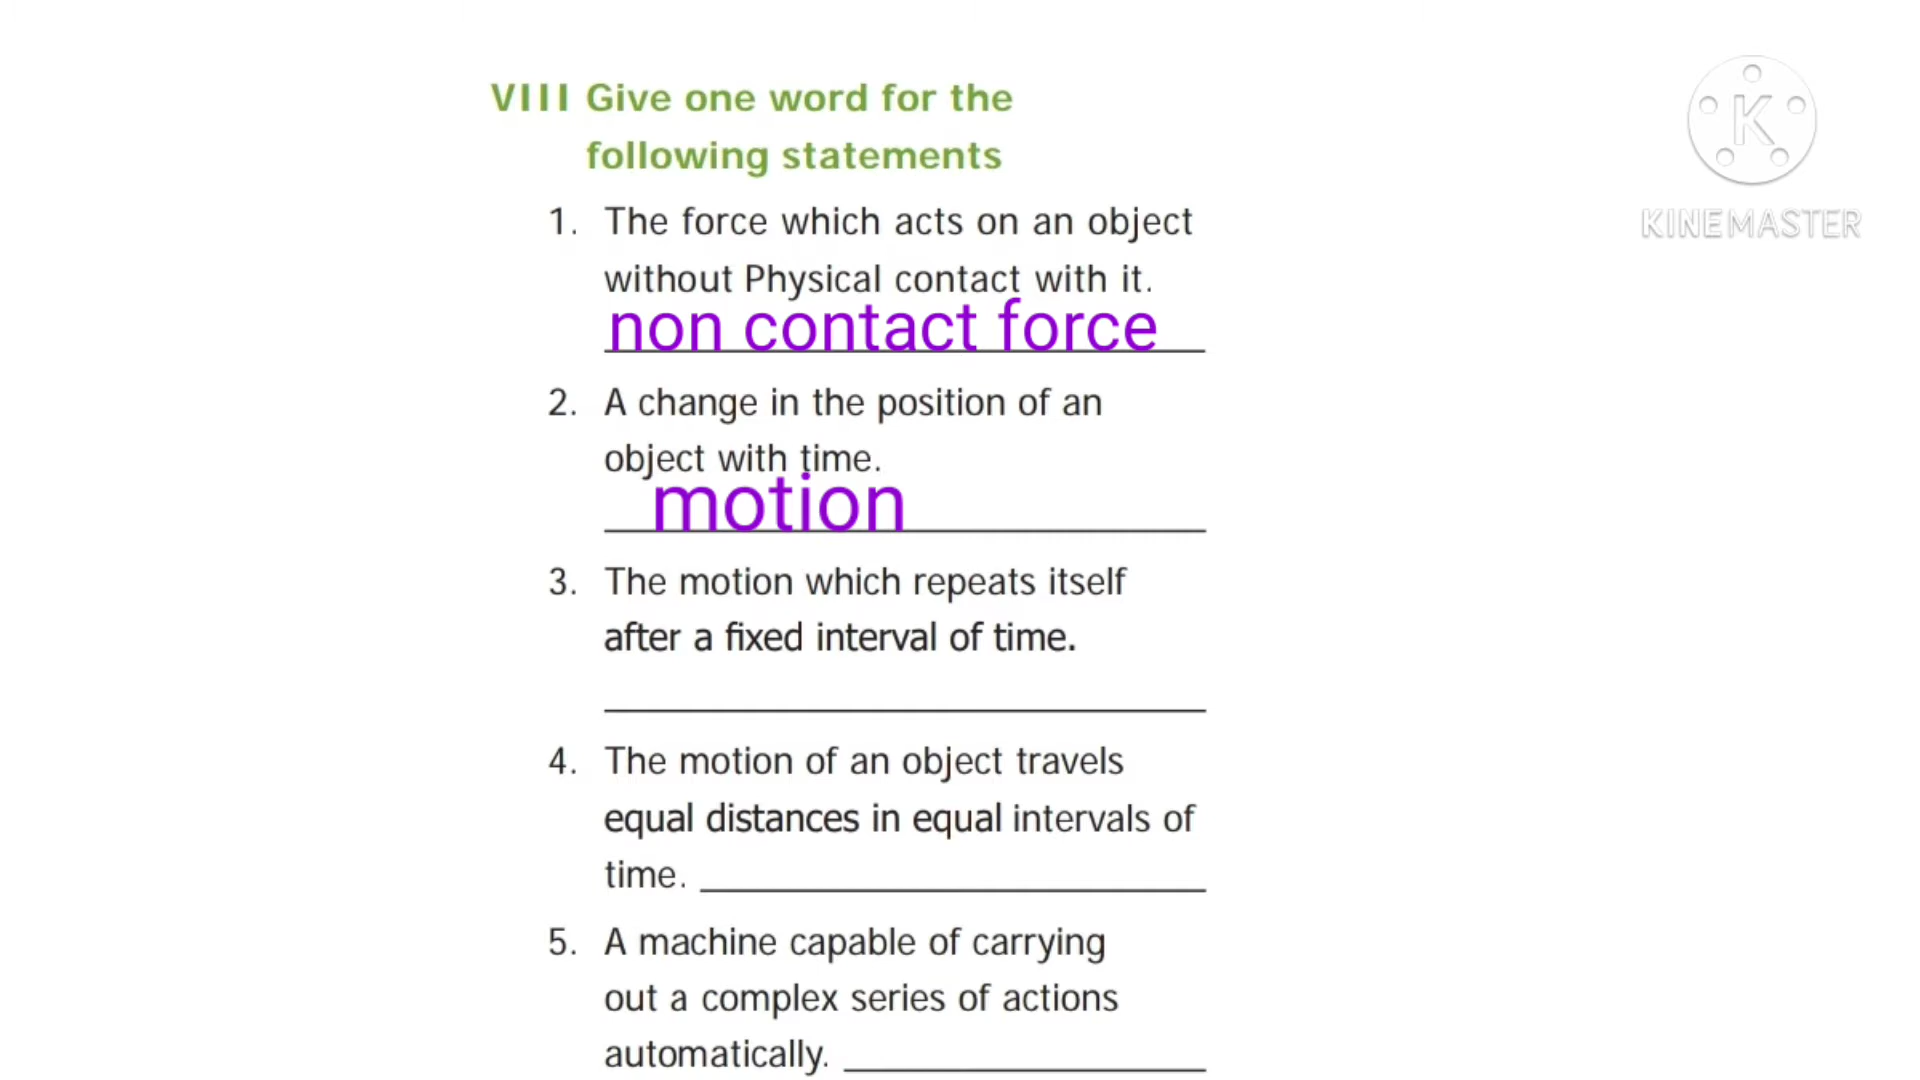 VIII Give one word for the
following statements
1. The force which acts on an object
without Physical contact with it.
non contact force
2. A change in the position of an
object with time.
motion
3. The motion which repeats itself
after a fixed interval of time.
4. The motion of an object travels
equal distances in equal intervals of
time.
5. A machine capable of carrying
out a complex series of actions
automatically.
K
KINEMASTER